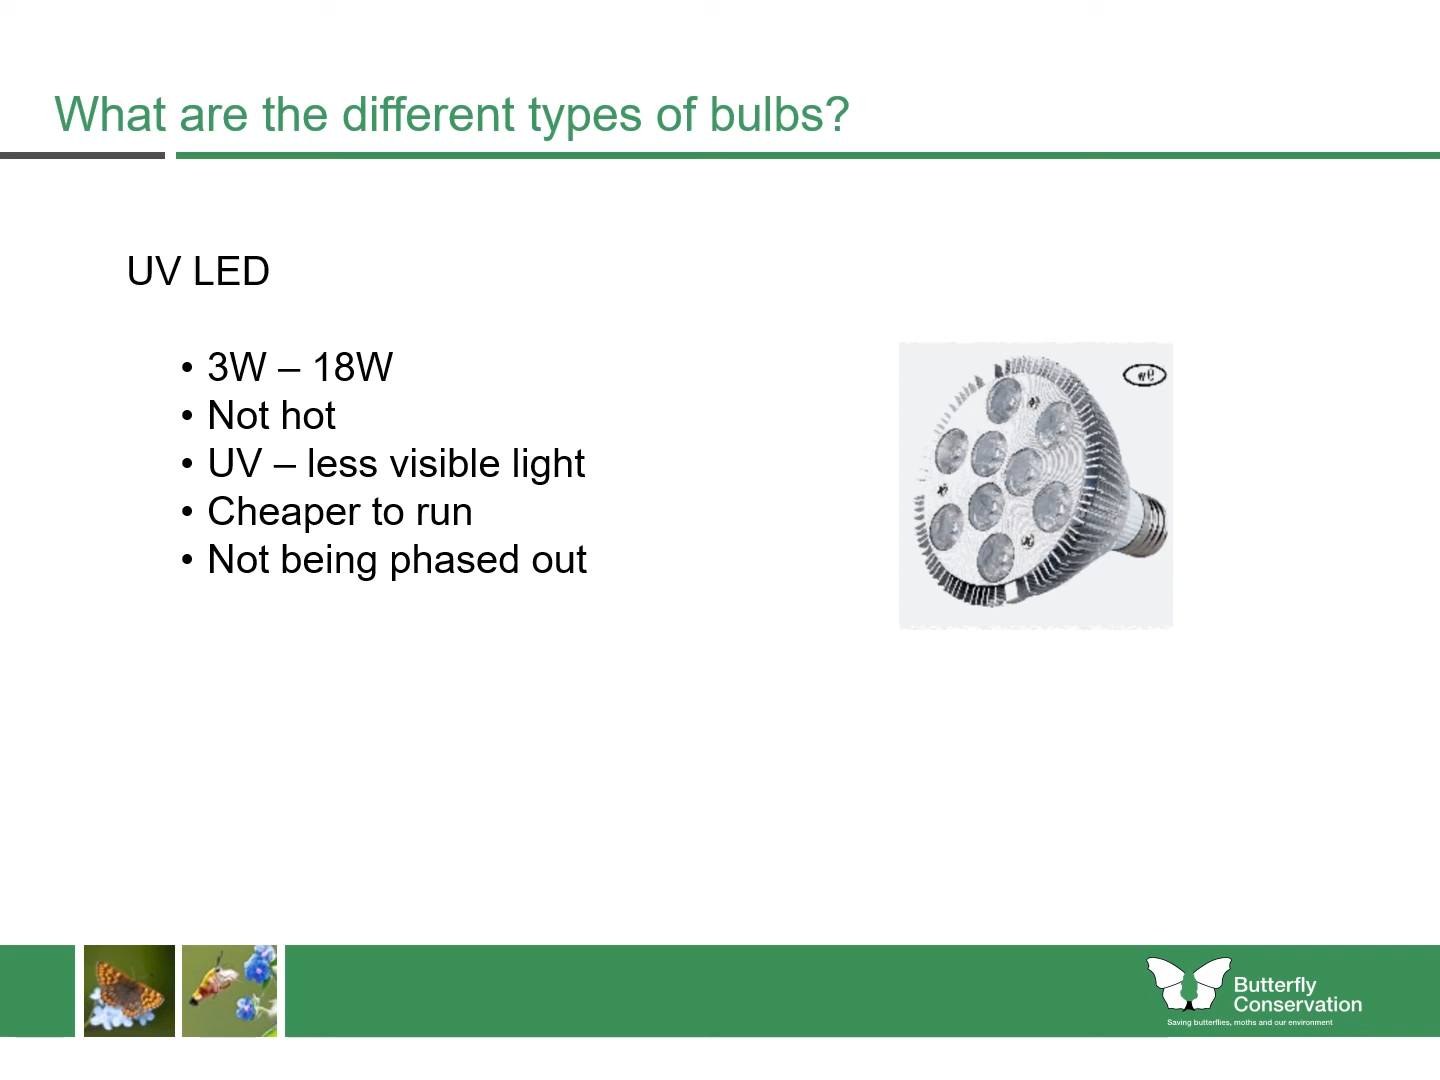 What are the different types of bulbs?
UV LED
• 3W – 18W
• Not hot
• UV – less visible light
• Cheaper to run
• Not being phased out
Butterfly
Conservation
Saving butterflies, moths and our environment